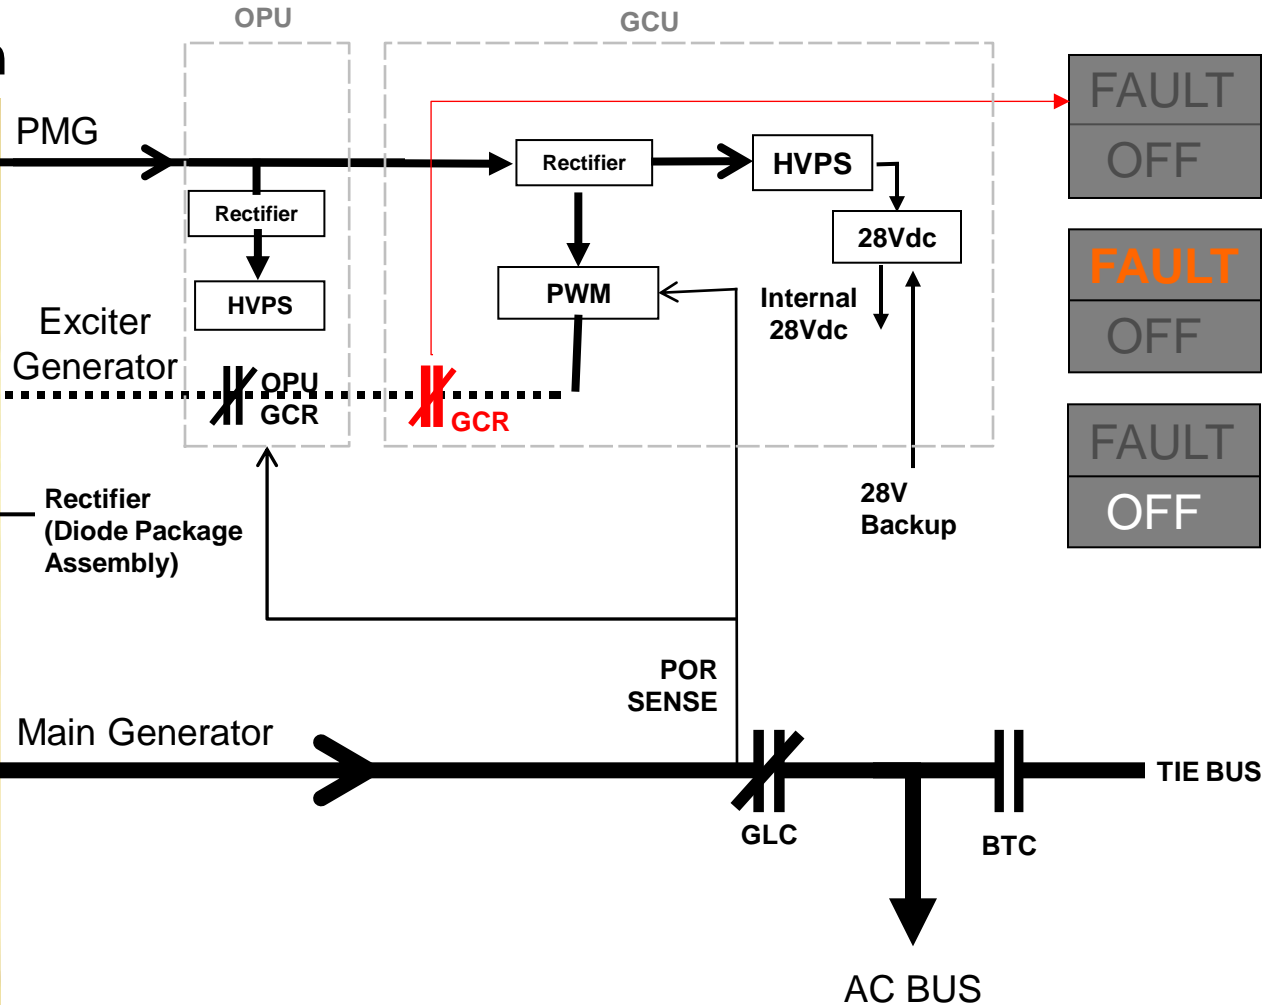 OPU
GCU
PMG
Rectifier
HVPS
Rectifier
HVPS
28Vdc
PWM
Internal
28Vdc
Exciter
Generator
OPU
GCR
GCR
28V
Backup
Rectifier
(Diode Package
Assembly)
POR
SENSE
Main Generator
GLC
BTC
TIE BUS
AC BUS
FAULT
OFF
FAULT
OFF
FAULT
OFF